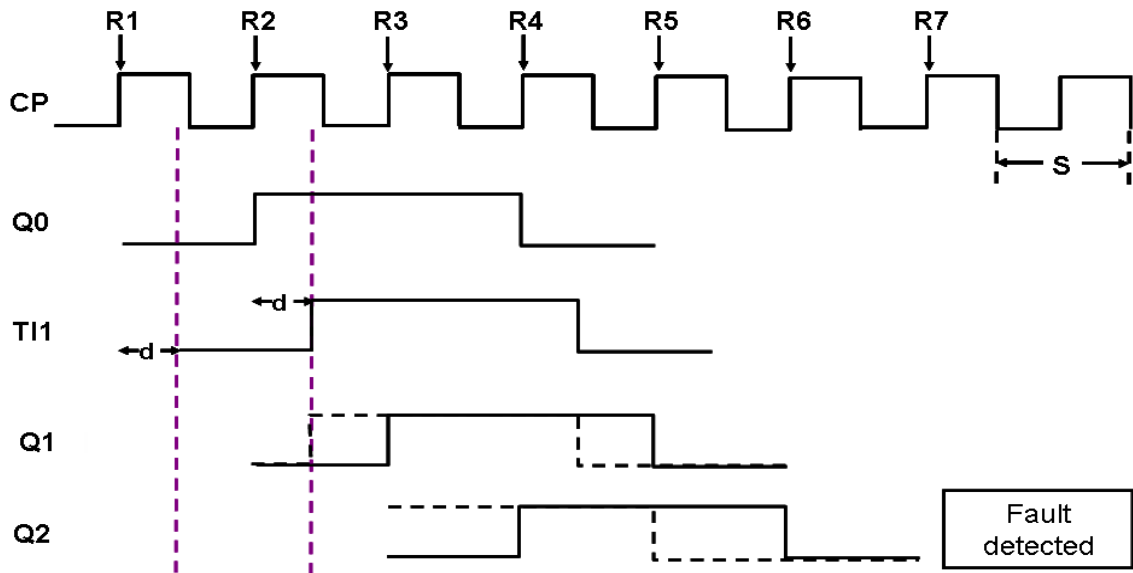 R1 R2 R3 R4 R5 R6 R7
CP
S
Q0
d
TI1
d
Q1
Q2
Fault
detected